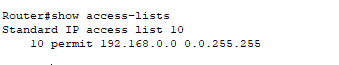 Router#show access-lists
Standard IP access list 10
10 permit 192.168.0.0 0.0.255.255